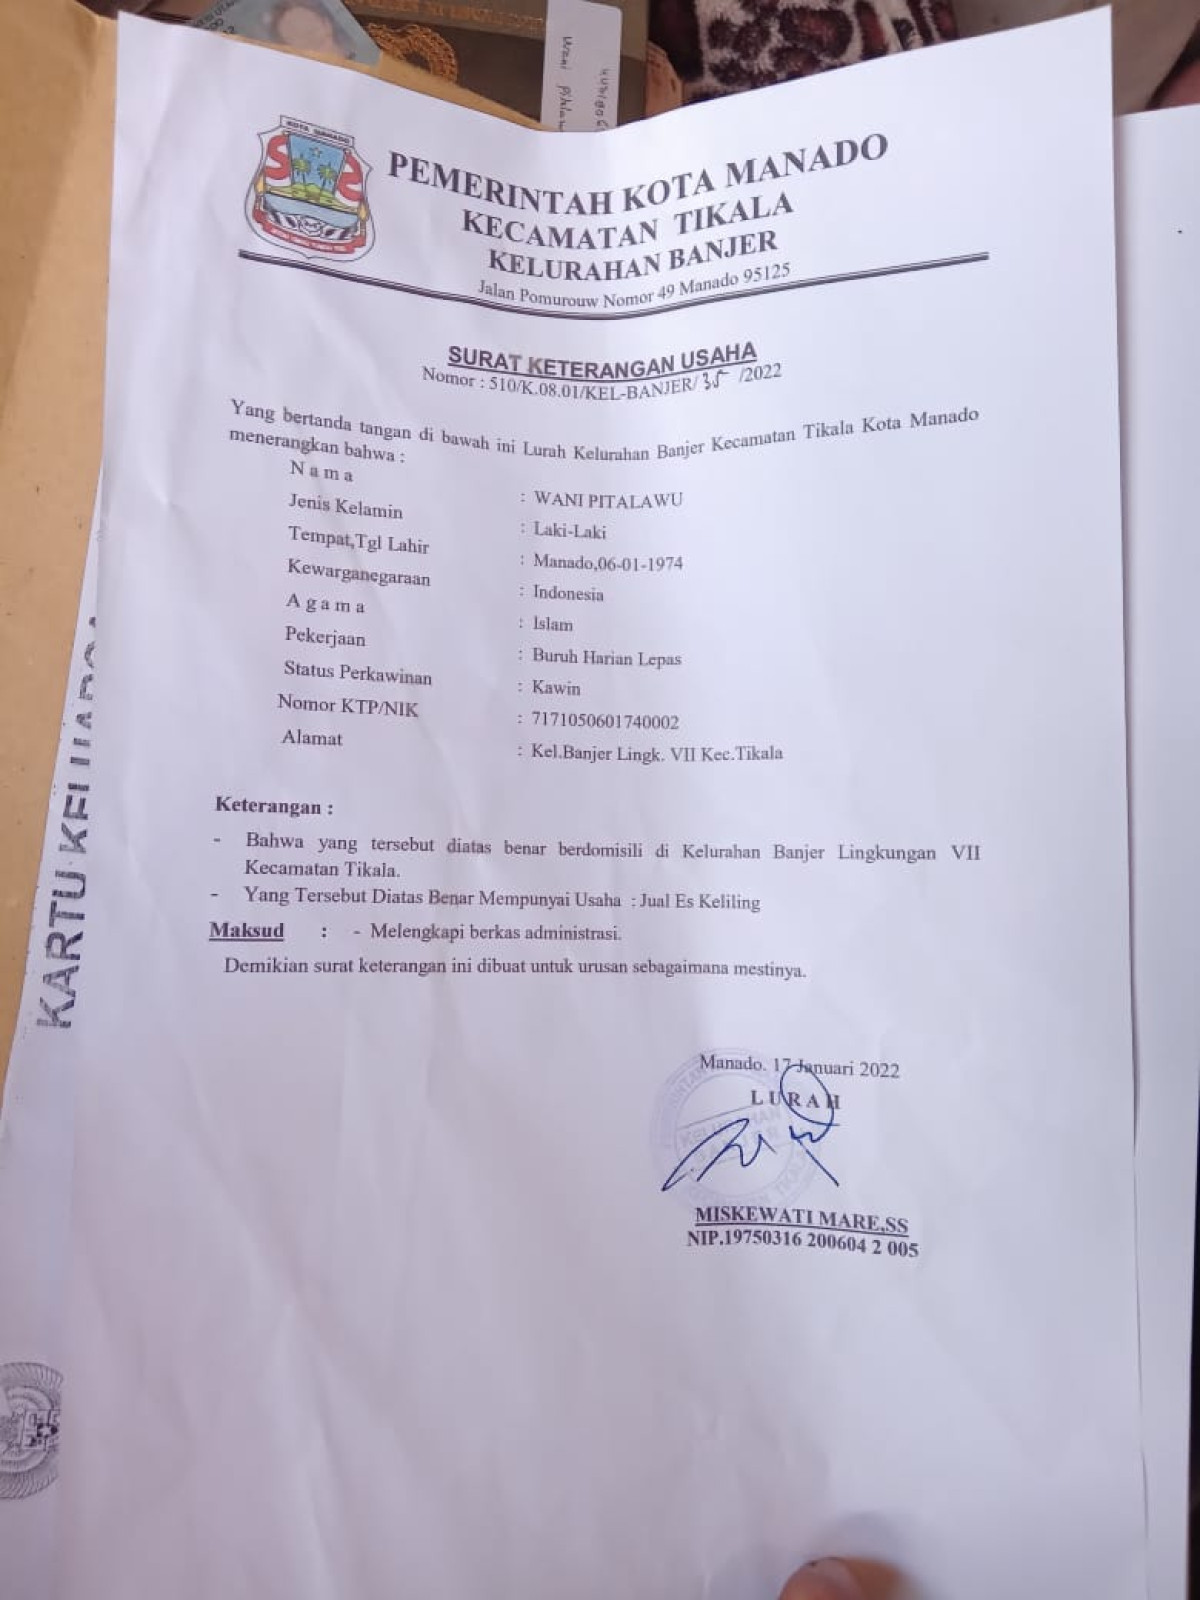 KOTA MANADO
PEMERINTAH KOTA MANADO
KECAMATAN TIKALA
KELURAHAN BANJER
Jalan Pomurouw Nomor 49 Manado 95125
SURAT KETERANGAN USAHA
Nomor : 510/K.08.01/KEL-BANJER/ 35 /2022
Yang bertanda tangan di bawah ini Lurah Kelurahan Banjer Kecamatan Tikala Kota Manado
menerangkan bahwa :
N a m a : WANI PITALAWU
Jenis Kelamin : Laki-Laki
Tempat,Tgl Lahir : Manado,06-01-1974
Kewarganegaraan : Indonesia
A g a m a : Islam
Pekerjaan : Buruh Harian Lepas
Status Perkawinan : Kawin
Nomor KTP/NIK : 7171050601740002
Alamat : Kel.Banjer Lingk. VII Kec.Tikala
Keterangan :
- Bahwa yang tersebut diatas benar berdomisili di Kelurahan Banjer Lingkungan VII
Kecamatan Tikala.
- Yang Tersebut Diatas Benar Mempunyai Usaha : Jual Es Keliling
Maksud : - Melengkapi berkas administrasi.
Demikian surat keterangan ini dibuat untuk urusan sebagaimana mestinya.
Manado. 17 Januari 2022
L U R A H
MISKEWATI MARE,SS
NIP.19750316 200604 2 005
KARTU KELUARGA
Wani